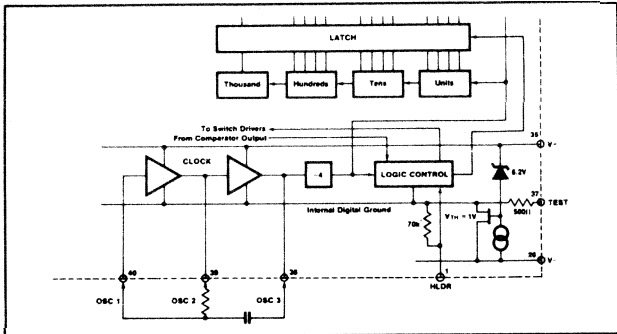 LATCH
Thousand Hundreds Tens Units
To Switch Drivers
From Comparator Output
35
V-
CLOCK
6.2V
-4
LOGIC CONTROL
37
TEST
Internal Digital Ground
500Ω
VTH = 1V
70k
26
V-
40
39
38
1
OSC 1
OSC 2
OSC 3
HLDR